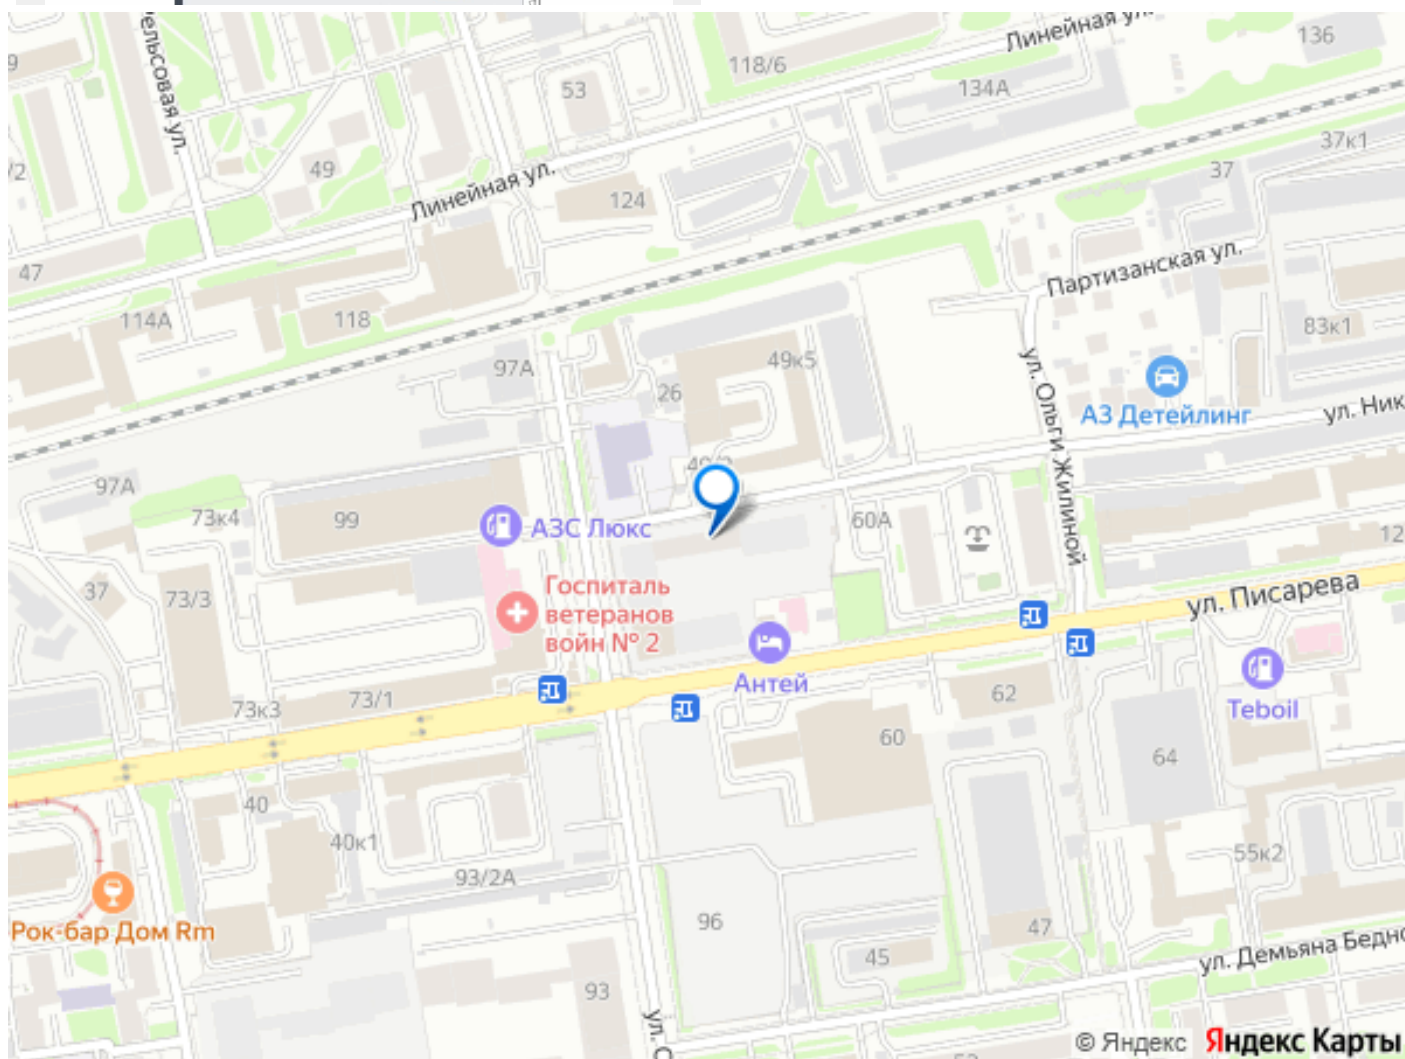 Линейная ул.
136
9
ельсовая ул.
118/6
134А
53
37к1
/2
49
37
Линейная ул.
124
47
Партизанская ул.
114А
118
83к1
49к5
97А
26
ул. Ольги Жилиной
АЗ Детейлинг
ул. Ник
97А
73к4
99
АЗС Люкс
60А
12
37
73/3
Госпиталь
ветеранов
войн № 2
ул. Писарева
Антей
73к3
73/1
62
Teboil
60
64
40
40к1
93/2А
55к2
Рок-бар Дом Rm
96
47
45
ул. Демьяна Бедно
93
ул. С
© Яндекс Яндекс Карты